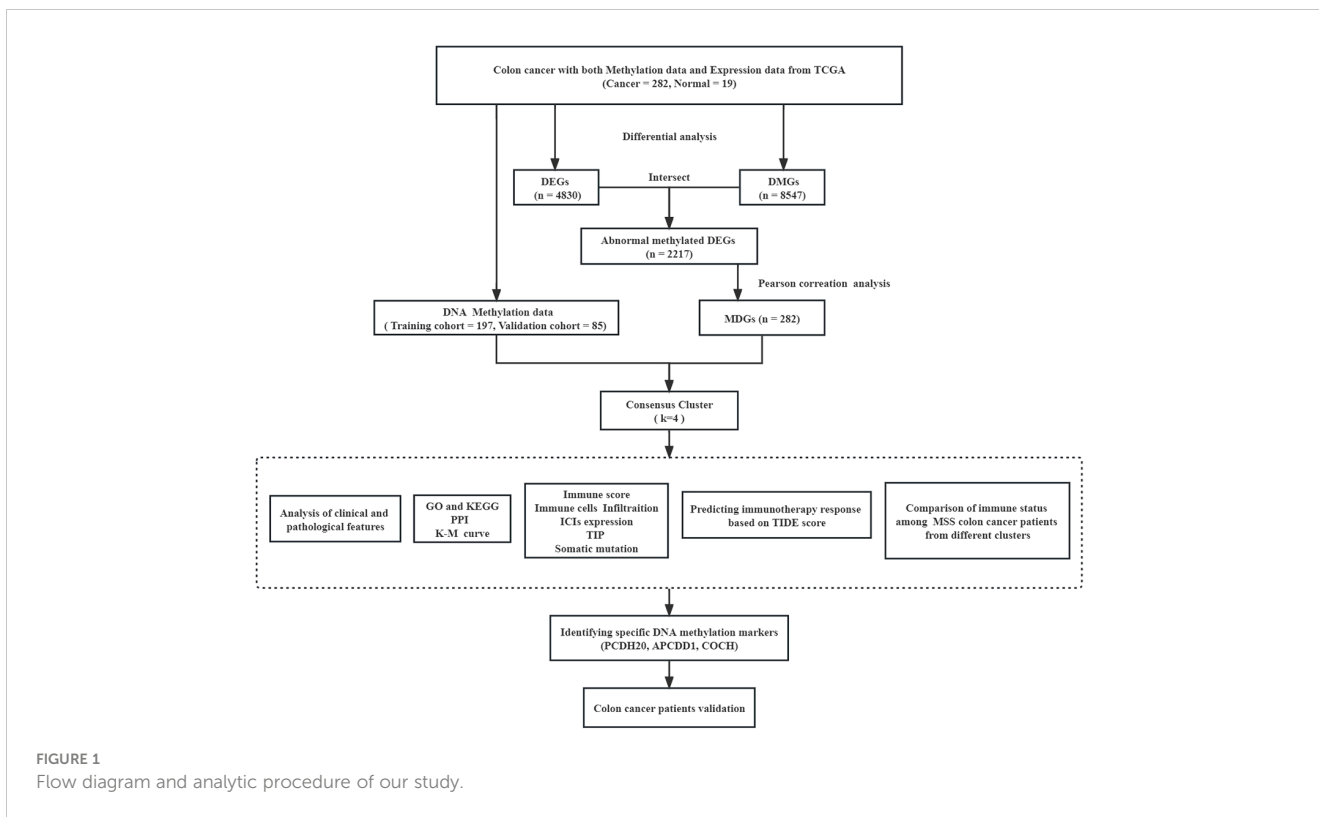 Colon cancer with both Methylation data and Expression data from TCGA
(Cancer = 282, Normal = 19)
Differential analysis
DEGs
(n = 4830)
Intersect
DMGs
(n = 8547)
Abnormal methylated DEGs
(n = 2217)
Pearson correation analysis
DNA Methylation data
( Training cohort = 197, Validation cohort = 85)
MDGs (n = 282)
Consensus Cluster
( k=4 )
Analysis of clinical and
pathological features
GO and KEGG
PPI
K-M curve
Immune score
Immune cells Infiltraition
ICIs expression
TIP
Somatic mutation
Predicting immunotherapy response
based on TIDE score
Comparison of immune status
among MSS colon cancer patients
from different clusters
Identifying specific DNA methylation markers
(PCDH20, APCDD1, COCH)
Colon cancer patients validation
FIGURE 1
Flow diagram and analytic procedure of our study.